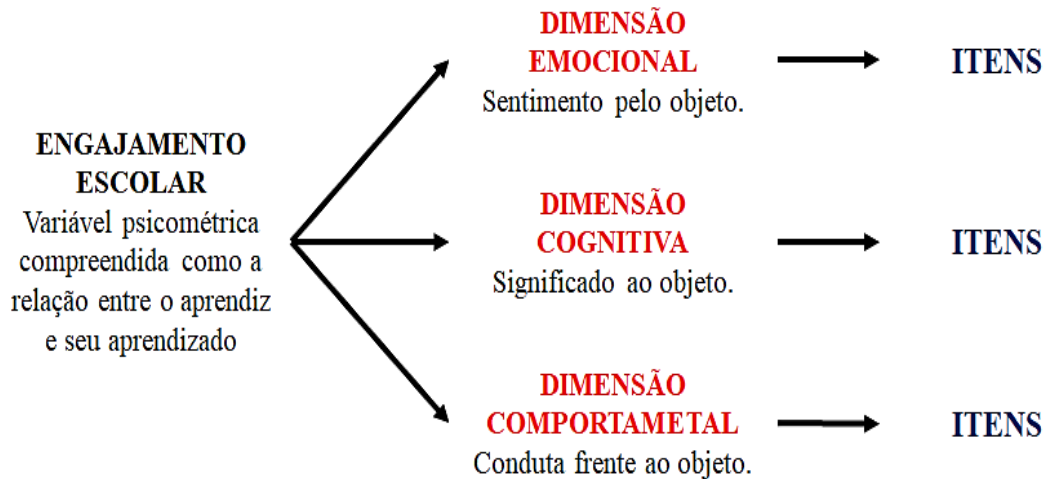 ENGAJAMENTO
ESCOLAR
Variável psicométrica
compreendida como a
relação entre o aprendiz
e seu aprendizado
DIMENSÃO
EMOCIONAL
Sentimento pelo objeto.
ITENS
DIMENSÃO
COGNITIVA
Significado ao objeto.
ITENS
DIMENSÃO
COMPORTAMETAL
Conduta frente ao objeto.
ITENS